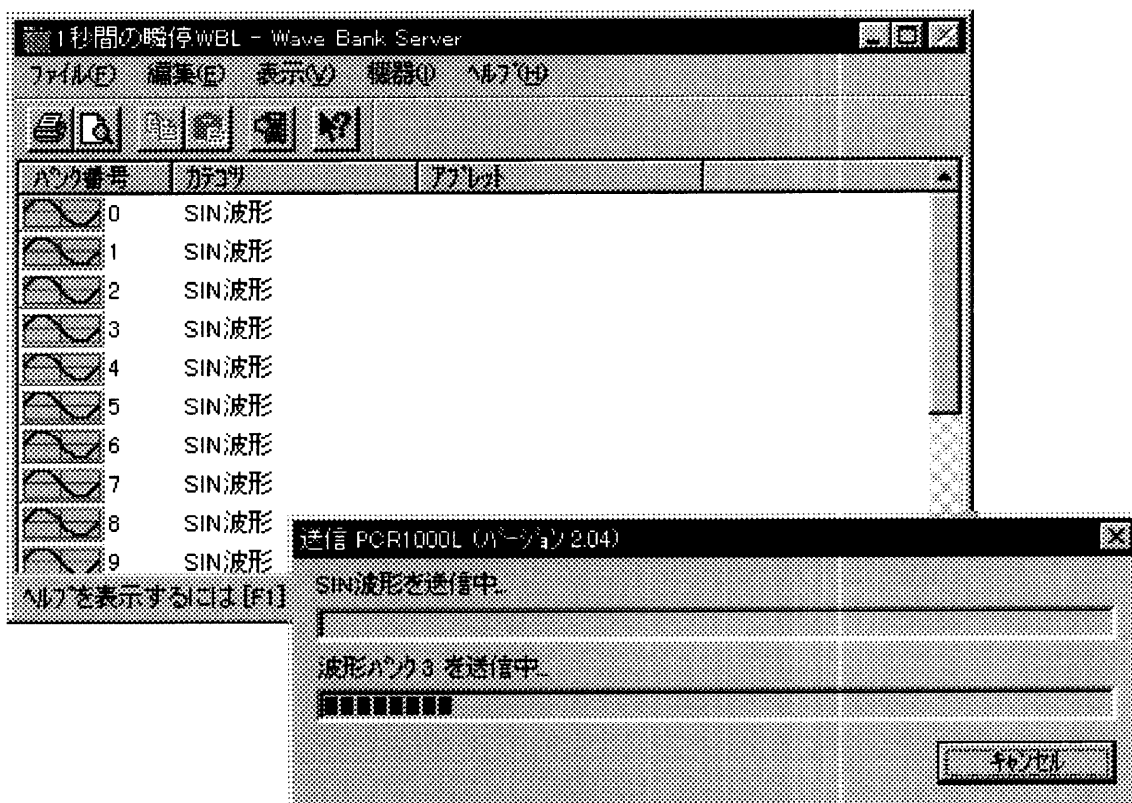 1秒間の瞬停.WBL - Wave Bank Server
ファイル(F) 編集(E) 表示(V) 機器(I) ヘルプ(H)
バンク番号 カテゴリ アプレット
0 SIN波形
1 SIN波形
2 SIN波形
3 SIN波形
4 SIN波形
5 SIN波形
6 SIN波形
7 SIN波形
8 SIN波形
9 SIN波形
ヘルプを表示するには [F1]
送信 PCR1000L (バージョン 2.04)
SIN波形を送信中...
波形バンク 3 を送信中...
キャンセル